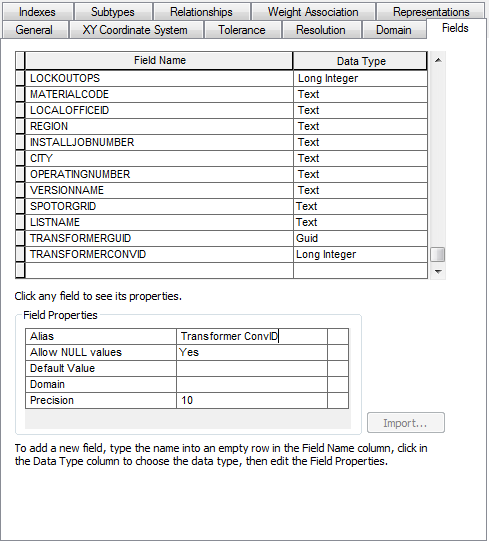 Indexes Subtypes Relationships Weight Association Representations
General XY Coordinate System Tolerance Resolution Domain Fields
Field Name Data Type
LOCKOUTOPS Long Integer
MATERIALCODE Text
LOCALOFFICEID Text
REGION Text
INSTALLJOBNUMBER Text
CITY Text
OPERATINGNUMBER Text
VERSIONNAME Text
SPOTORGRID Text
LISTNAME Text
TRANSFORMERGUID Guid
TRANSFORMERCONVID Long Integer
Click any field to see its properties.
Field Properties
Alias Transformer ConvID
Allow NULL values Yes
Default Value
Domain
Precision 10
Import...
To add a new field, type the name into an empty row in the Field Name column, click in
the Data Type column to choose the data type, then edit the Field Properties.